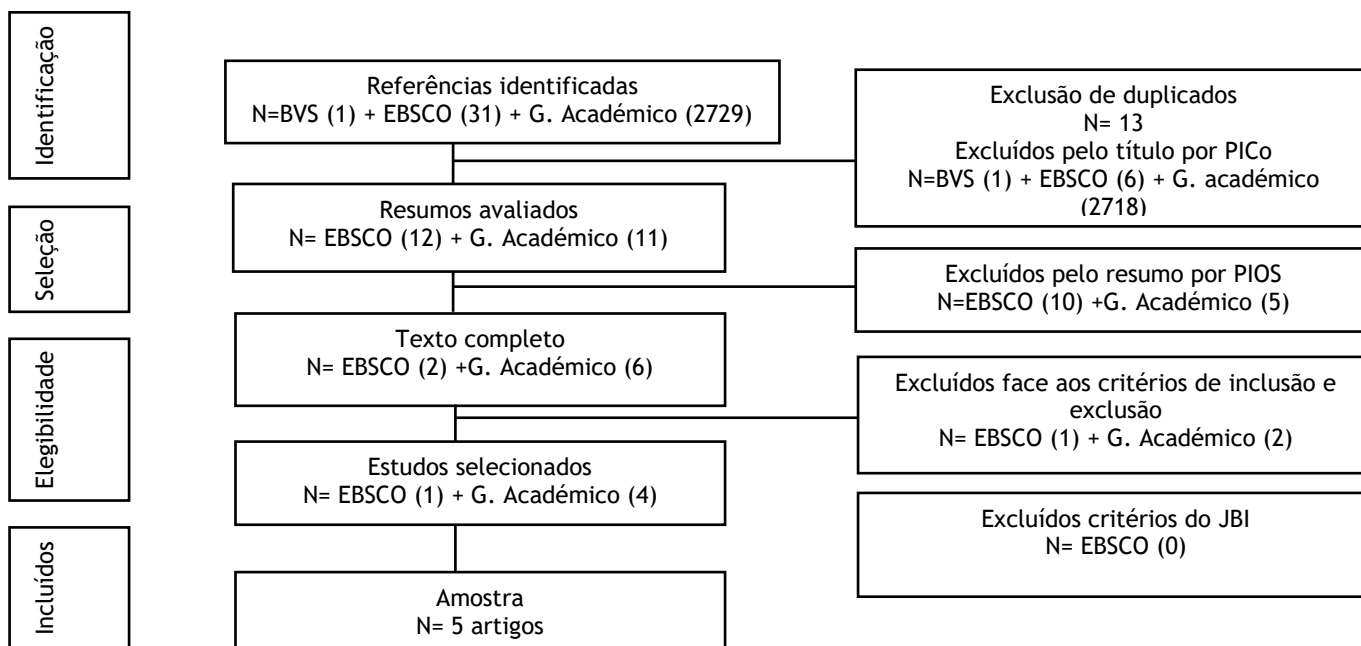 Identificação
Referências identificadas
N=BVS (1) + EBSCO (31) + G. Académico (2729)
Exclusão de duplicados
N= 13
Excluídos pelo título por PICo
N=BVS (1) + EBSCO (6) + G. académico
(2718)
Seleção
Resumos avaliados
N= EBSCO (12) + G. Académico (11)
Excluídos pelo resumo por PIOS
N=EBSCO (10) +G. Académico (5)
Elegibilidade
Texto completo
N= EBSCO (2) +G. Académico (6)
Excluídos face aos critérios de inclusão e
exclusão
N= EBSCO (1) + G. Académico (2)
Estudos selecionados
N= EBSCO (1) + G. Académico (4)
Excluídos critérios do JBI
N= EBSCO (0)
Incluídos
Amostra
N= 5 artigos